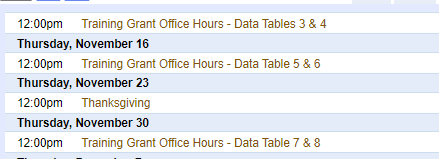 12:00pm Training Grant Office Hours - Data Tables 3 & 4
Thursday, November 16
12:00pm Training Grant Office Hours - Data Table 5 & 6
Thursday, November 23
12:00pm Thanksgiving
Thursday, November 30
12:00pm Training Grant Office Hours - Data Table 7 & 8